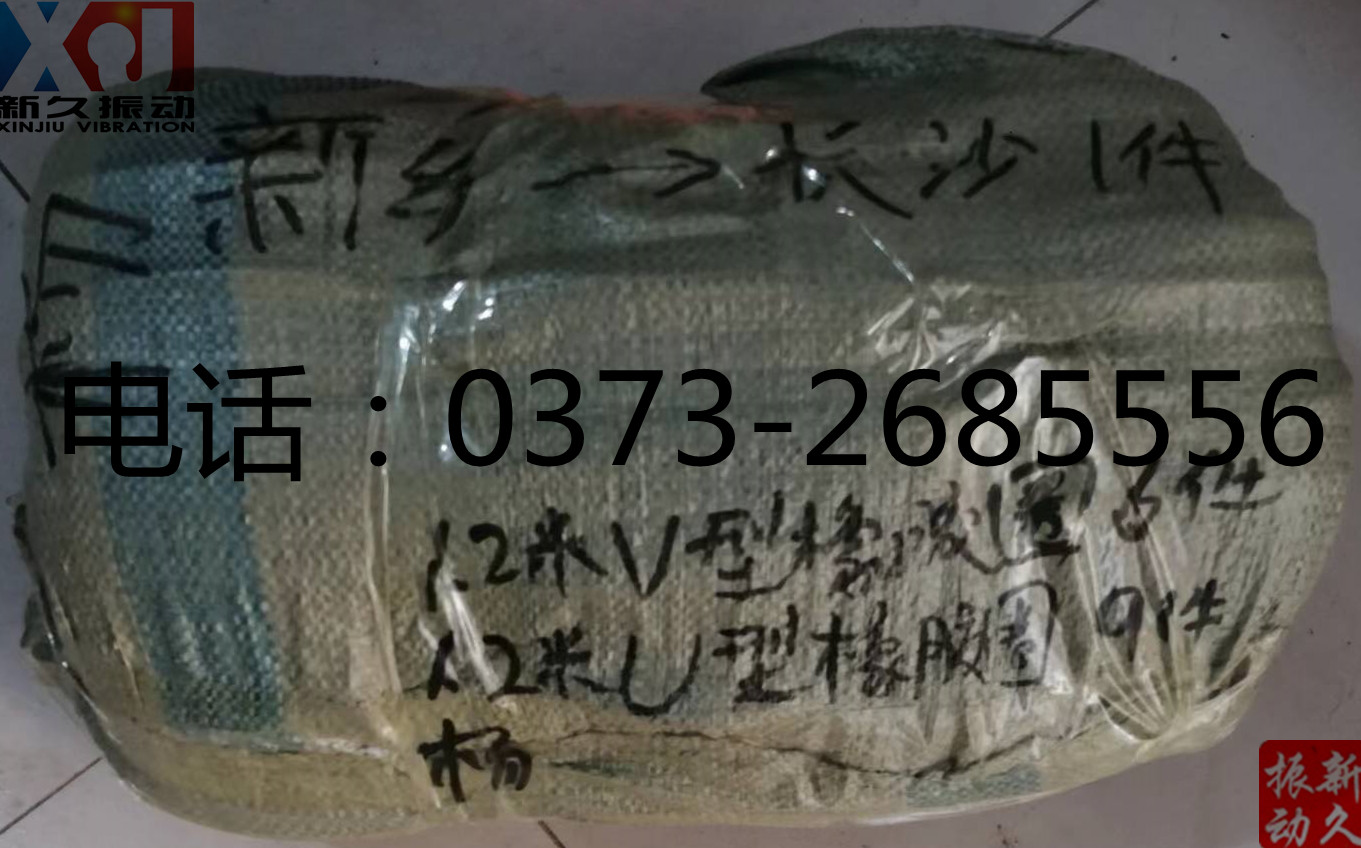 新久振动
XINJIU VIBRATION
新乡→长沙 1件
电话:0373-2685556
1.2米V型橡胶圈6件
1.2米U型橡胶圈9件
杨
振新
动久